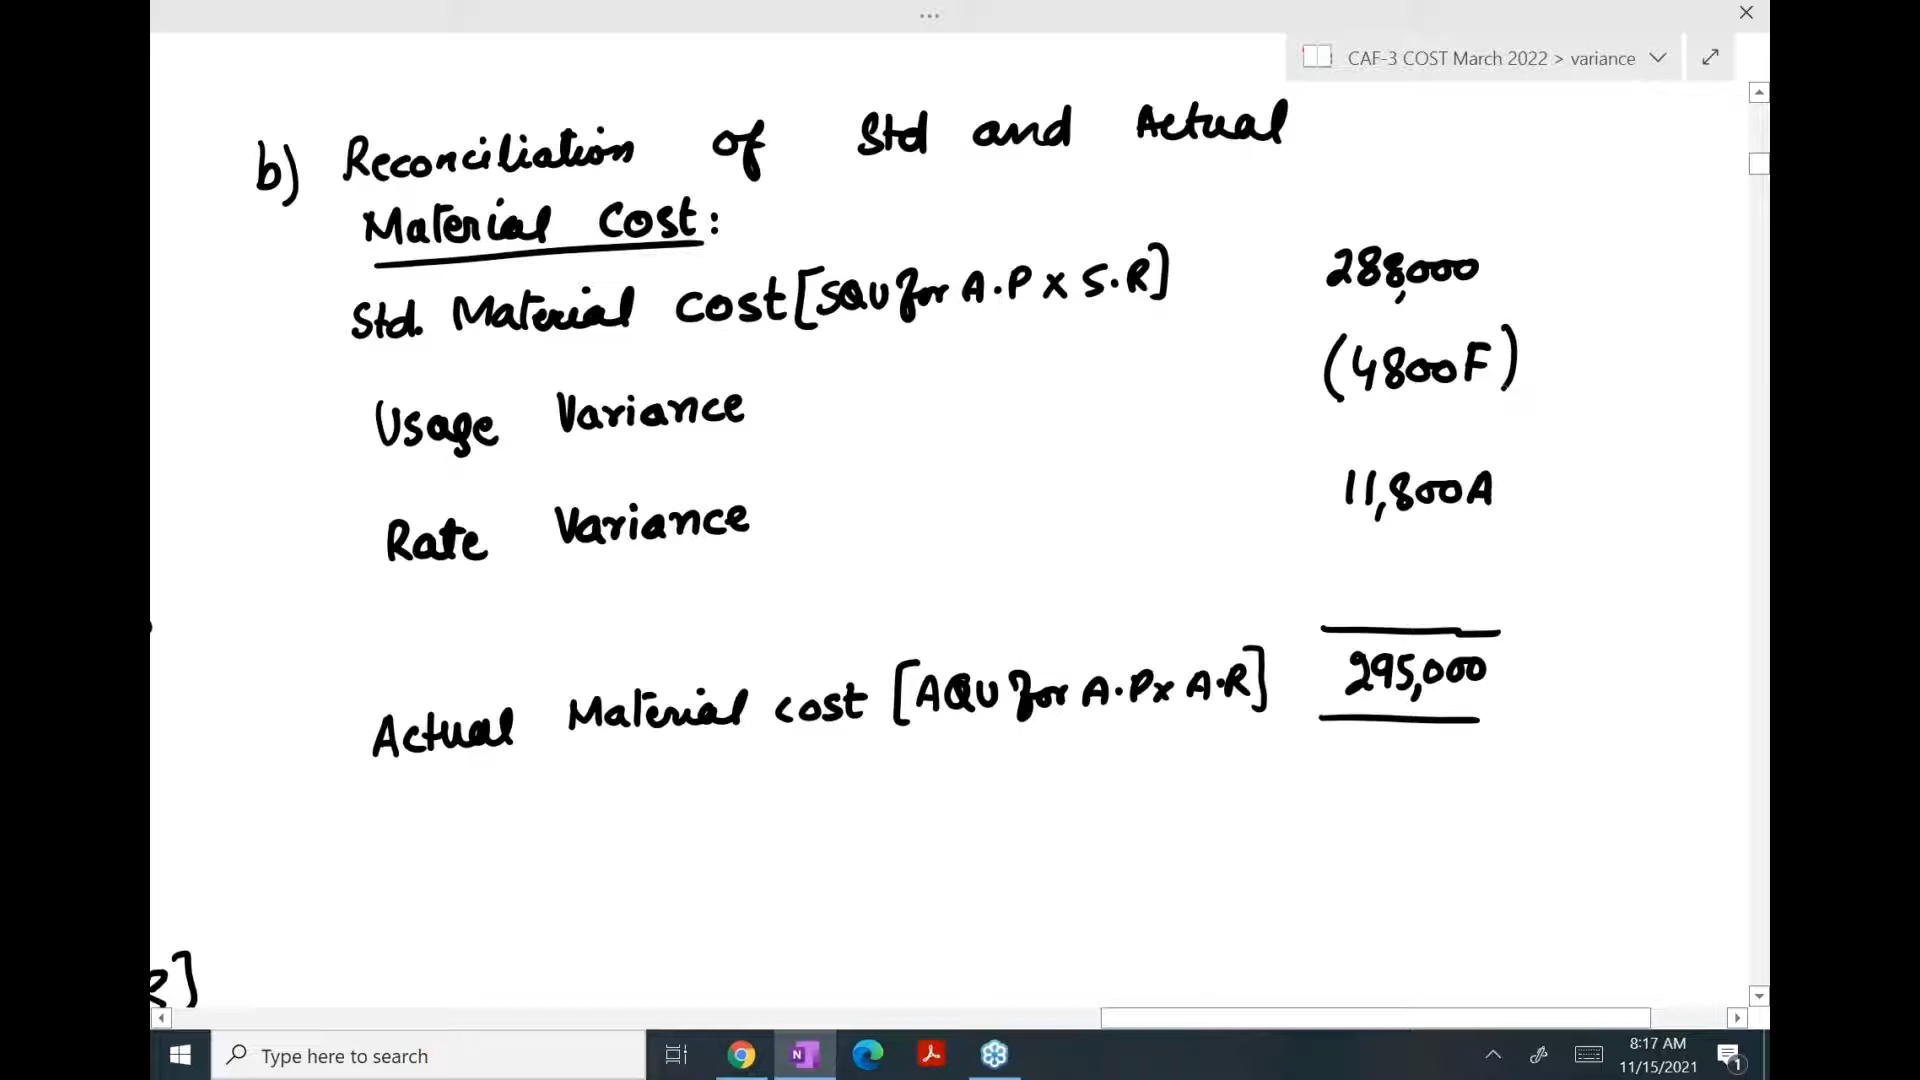 CAF-3 COST March 2022 > variance
b) Reconciliation of Std and Actual
Material Cost:
Std. Material cost [SQU for A.P x S.R] 288,000
Usage Variance (4800F)
Rate Variance 11,800A
Actual Material cost [AQU for A.P x A.R] 295,000
R]
Type here to search
8:17 AM
11/15/2021
1